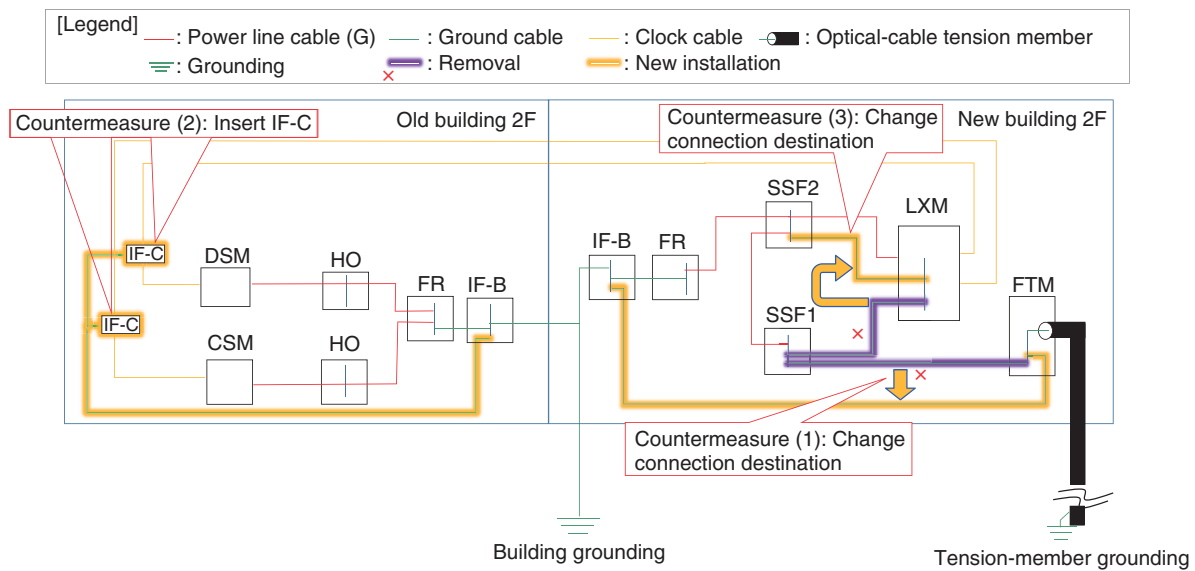 [Legend]
: Power line cable (G)
: Ground cable
: Clock cable
: Optical-cable tension member
: Grounding
: Removal
: New installation
Countermeasure (2): Insert IF-C
Old building 2F
Countermeasure (3): Change
connection destination
New building 2F
SSF2
LXM
IF-B
FR
IF-C
DSM
HO
FR
IF-B
FTM
SSF1
IF-C
CSM
HO
Countermeasure (1): Change
connection destination
Building grounding
Tension-member grounding